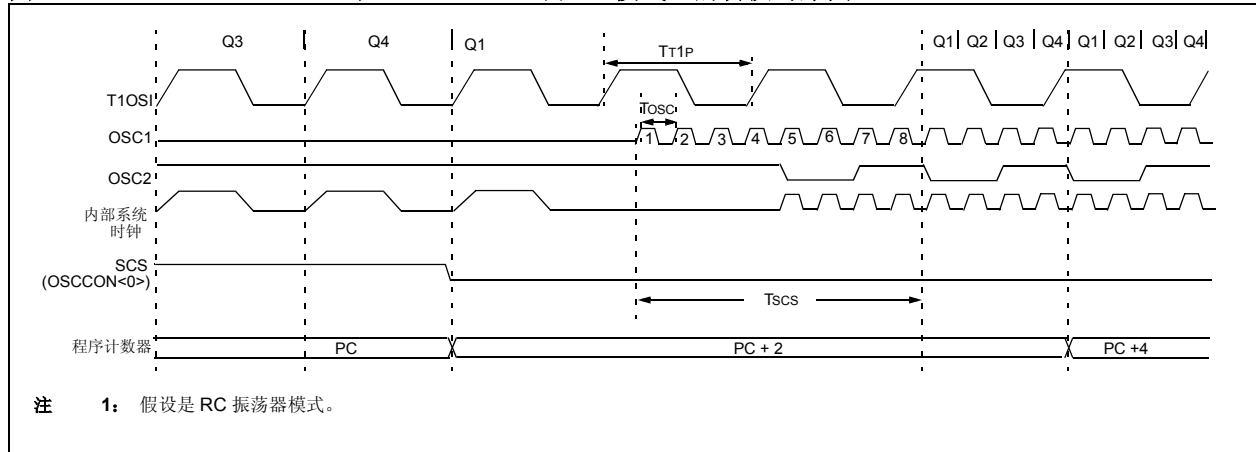 Q3 Q4 Q1 TT1P Q1 Q2 Q3 Q4 Q1 Q2 Q3 Q4
T1OSI
TOSC
OSC1 1 2 3 4 5 6 7 8
OSC2
内部系统
时钟
SCS
(OSCCON<0>)
TSCS
程序计数器 PC PC + 2 PC +4
注 1: 假设是 RC 振荡器模式。